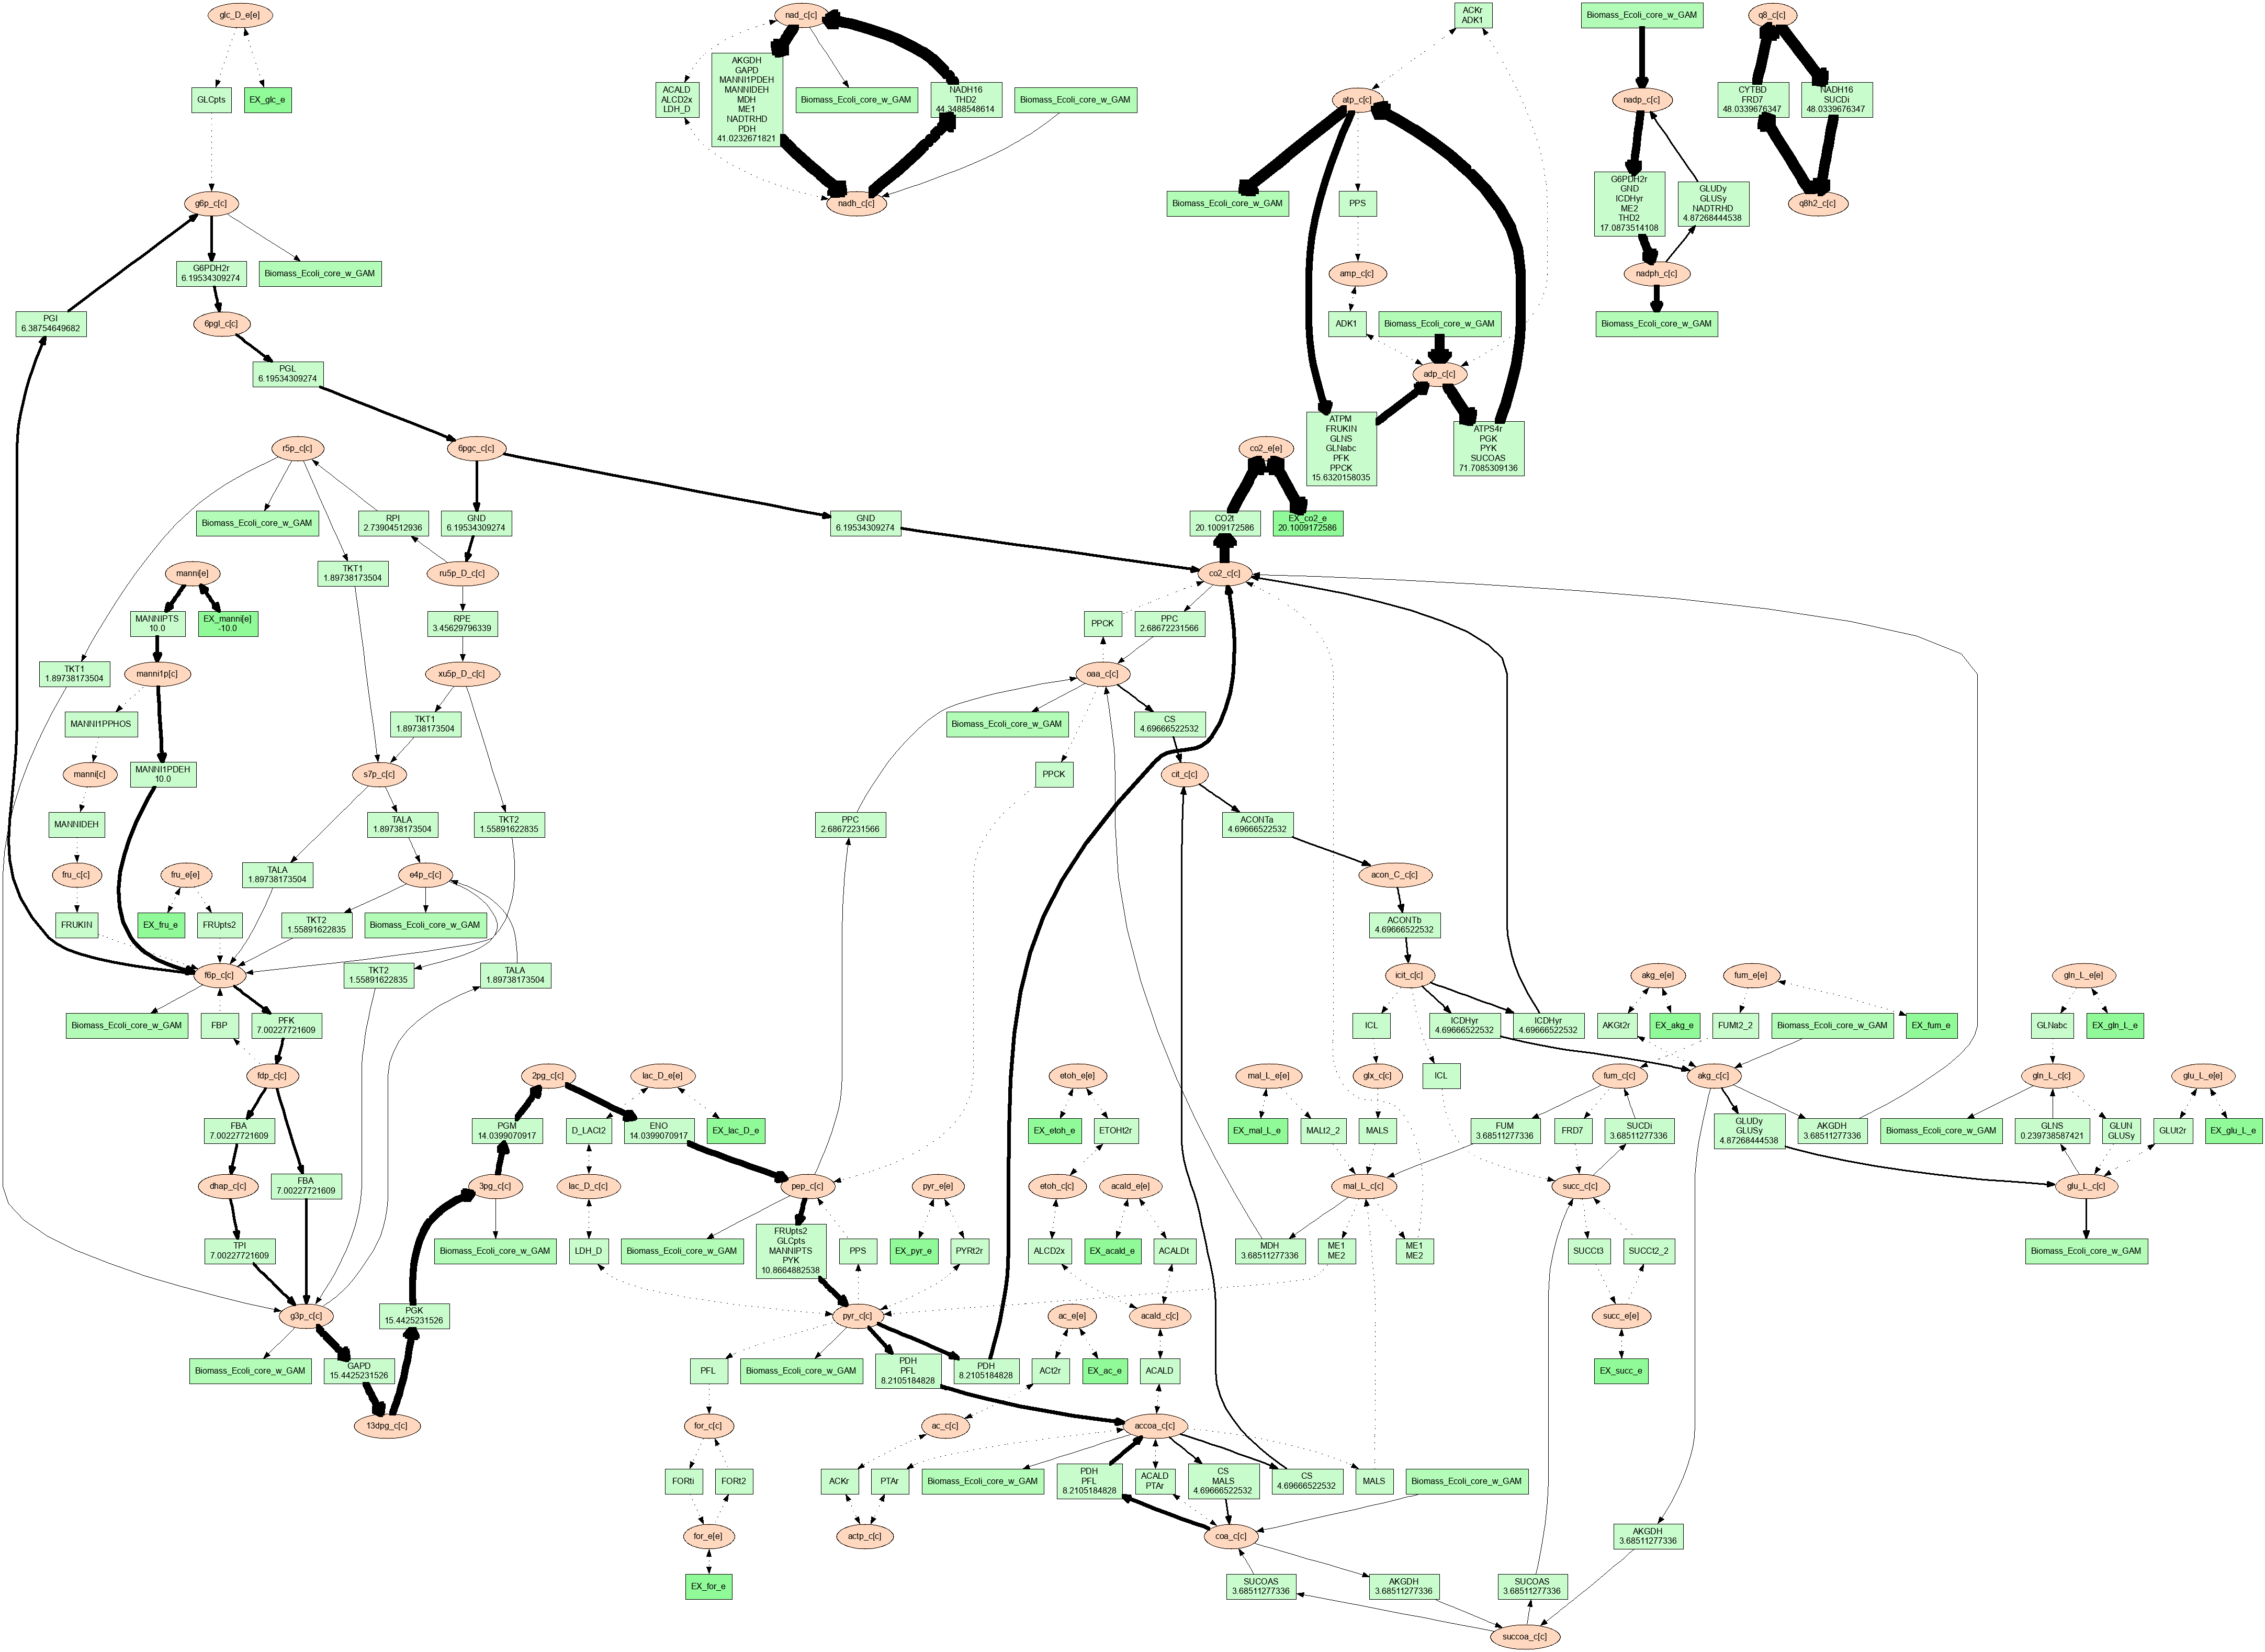 glc_D_e[e]
nad_c[c]
ACKr
ADK1
Biomass_Ecoli_core_w_GAM
q8_c[c]
GLCpts
EX_glc_e
ACALD
ALCD2x
LDH_D
AKGDH
GAPD
MANNI1PDEH
MANNIDEH
MDH
ME1
NADTRHD
PDH
41.0232671821
Biomass_Ecoli_core_w_GAM
NADH16
THD2
44.3488548614
Biomass_Ecoli_core_w_GAM
atp_c[c]
nadp_c[c]
CYTBD
FRD7
48.0339676347
NADH16
SUCDi
48.0339676347
g6p_c[c]
nadh_c[c]
Biomass_Ecoli_core_w_GAM
PPS
G6PDH2r
GND
ICDHyr
ME2
THD2
17.0873514108
GLUDy
GLUSy
NADTRHD
4.87268444538
q8h2_c[c]
G6PDH2r
6.19534309274
Biomass_Ecoli_core_w_GAM
amp_c[c]
nadph_c[c]
PGI
6.38754649682
6pgl_c[c]
ADK1
Biomass_Ecoli_core_w_GAM
Biomass_Ecoli_core_w_GAM
PGL
6.19534309274
adp_c[c]
r5p_c[c]
6pgc_c[c]
co2_e[e]
ATPM
FRUKIN
GLNS
GLNabc
PFK
PPCK
15.6320158035
ATPS4r
PGK
PYK
SUCOAS
71.7085309136
Biomass_Ecoli_core_w_GAM
RPI
2.73904512936
GND
6.19534309274
GND
6.19534309274
CO2t
20.1009172586
EX_co2_e
20.1009172586
manni[e]
TKT1
1.89738173504
ru5p_D_c[c]
co2_c[c]
MANNIPTS
10.0
EX_manni[e]
-10.0
RPE
3.45629796339
PPCK
PPC
2.68672231566
TKT1
1.89738173504
manni1p[c]
xu5p_D_c[c]
oaa_c[c]
MANNI1PPHOS
TKT1
1.89738173504
Biomass_Ecoli_core_w_GAM
CS
4.69666522532
manni[c]
MANNI1PDEH
10.0
s7p_c[c]
PPCK
cit_c[c]
MANNIDEH
TALA
1.89738173504
TKT2
1.55891622835
PPC
2.68672231566
ACONTa
4.69666522532
fru_c[c]
fru_e[e]
TALA
1.89738173504
e4p_c[c]
acon_C_c[c]
FRUKIN
EX_fru_e
FRUpts2
TKT2
1.55891622835
Biomass_Ecoli_core_w_GAM
ACONTb
4.69666522532
f6p_c[c]
TKT2
1.55891622835
TALA
1.89738173504
icit_c[c]
akg_e[e]
fum_e[e]
gln_L_e[e]
Biomass_Ecoli_core_w_GAM
FBP
PFK
7.00227721609
ICL
ICDHyr
4.69666522532
ICDHyr
4.69666522532
AKGt2r
EX_akg_e
FUMt2_2
Biomass_Ecoli_core_w_GAM
EX_fum_e
GLNabc
EX_gln_L_e
fdp_c[c]
2pg_c[c]
lac_D_e[e]
etoh_e[e]
mal_L_e[e]
glx_c[c]
ICL
fum_c[c]
akg_c[c]
gln_L_c[c]
glu_L_e[e]
FBA
7.00227721609
PGM
14.0399070917
D_LACt2
ENO
14.0399070917
EX_lac_D_e
EX_etoh_e
ETOHt2r
EX_mal_L_e
MALt2_2
MALS
FUM
3.68511277336
FRD7
SUCDi
3.68511277336
GLUDy
GLUSy
4.87268444538
AKGDH
3.68511277336
Biomass_Ecoli_core_w_GAM
GLNS
0.239738587421
GLUN
GLUSy
GLUt2r
EX_glu_L_e
dhap_c[c]
FBA
7.00227721609
3pg_c[c]
lac_D_c[c]
pep_c[c]
pyr_e[e]
etoh_c[c]
acald_e[e]
mal_L_c[c]
succ_c[c]
glu_L_c[c]
TPI
7.00227721609
Biomass_Ecoli_core_w_GAM
LDH_D
Biomass_Ecoli_core_w_GAM
FRUpts2
GLCpts
MANNIPTS
PYK
10.8664882538
PPS
EX_pyr_e
PYRt2r
ALCD2x
EX_acald_e
ACALDt
MDH
3.68511277336
ME1
ME2
ME1
ME2
SUCCt3
SUCCt2_2
Biomass_Ecoli_core_w_GAM
g3p_c[c]
PGK
15.4425231526
pyr_c[c]
ac_e[e]
acald_c[c]
succ_e[e]
Biomass_Ecoli_core_w_GAM
GAPD
15.4425231526
PFL
Biomass_Ecoli_core_w_GAM
PDH
PFL
8.2105184828
PDH
8.2105184828
ACt2r
EX_ac_e
ACALD
EX_succ_e
13dpg_c[c]
for_c[c]
ac_c[c]
accoa_c[c]
FORti
FORt2
ACKr
PTAr
Biomass_Ecoli_core_w_GAM
PDH
PFL
8.2105184828
ACALD
PTAr
CS
MALS
4.69666522532
CS
4.69666522532
MALS
Biomass_Ecoli_core_w_GAM
for_e[e]
actp_c[c]
coa_c[c]
AKGDH
3.68511277336
EX_for_e
SUCOAS
3.68511277336
AKGDH
3.68511277336
SUCOAS
3.68511277336
succoa_c[c]